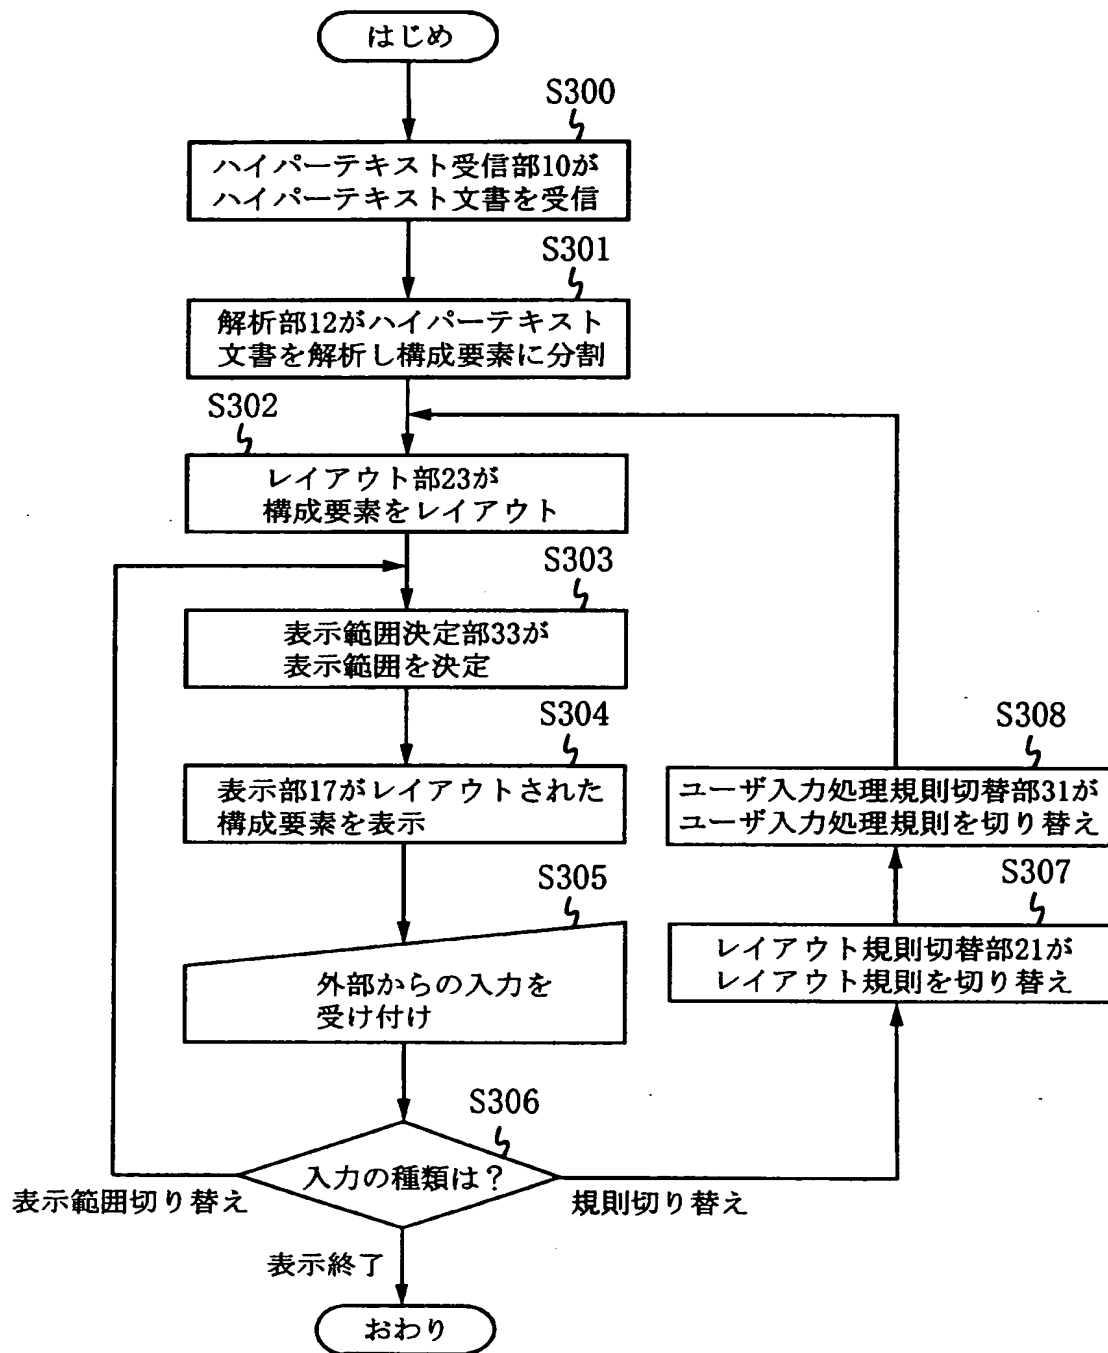 はじめ
S300
ハイパーテキスト受信部10が
ハイパーテキスト文書を受信
S301
解析部12がハイパーテキスト
文書を解析し構成要素に分割
S302
レイアウト部23が
構成要素をレイアウト
S303
表示範囲決定部33が
表示範囲を決定
S304
表示部17がレイアウトされた
構成要素を表示
S308
ユーザ入力処理規則切替部31が
ユーザ入力処理規則を切り替え
S305
外部からの入力を
受け付け
S307
レイアウト規則切替部21が
レイアウト規則を切り替え
S306
入力の種類は?
表示範囲切り替え
規則切り替え
表示終了
おわり